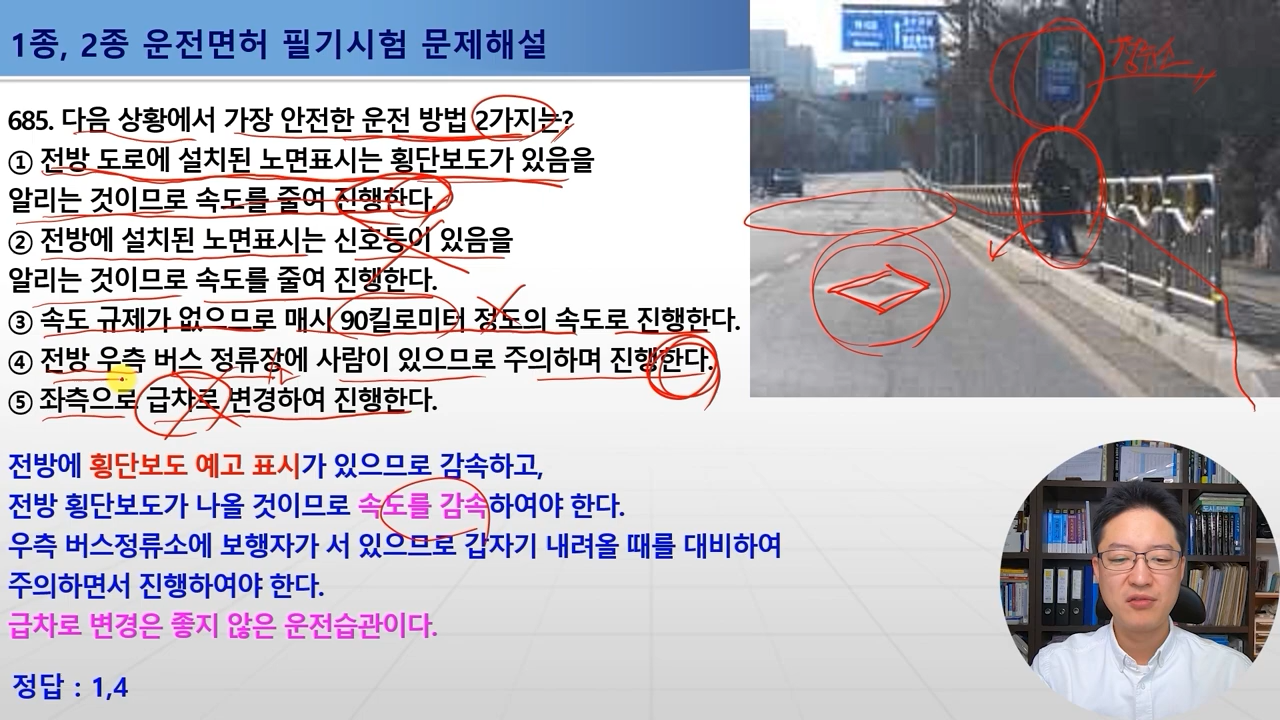 1종, 2종 운전면허 필기시험 문제해설
685. 다음 상황에서 가장 안전한 운전 방법 2가지는?
① 전방 도로에 설치된 노면표시는 횡단보도가 있음을
알리는 것이므로 속도를 줄여 진행한다.
② 전방에 설치된 노면표시는 신호등이 있음을
알리는 것이므로 속도를 줄여 진행한다.
③ 속도 규제가 없으므로 매시 90킬로미터 정도의 속도로 진행한다.
④ 전방 우측 버스 정류장에 사람이 있으므로 주의하며 진행한다.
⑤ 좌측으로 급차로 변경하여 진행한다.
전방에 횡단보도 예고 표시가 있으므로 감속하고,
전방 횡단보도가 나올 것이므로 속도를 감속하여야 한다.
우측 버스정류소에 보행자가 서 있으므로 갑자기 내려올 때를 대비하여
주의하면서 진행하여야 한다.
급차로 변경은 좋지 않은 운전습관이다.
정답 : 1,4